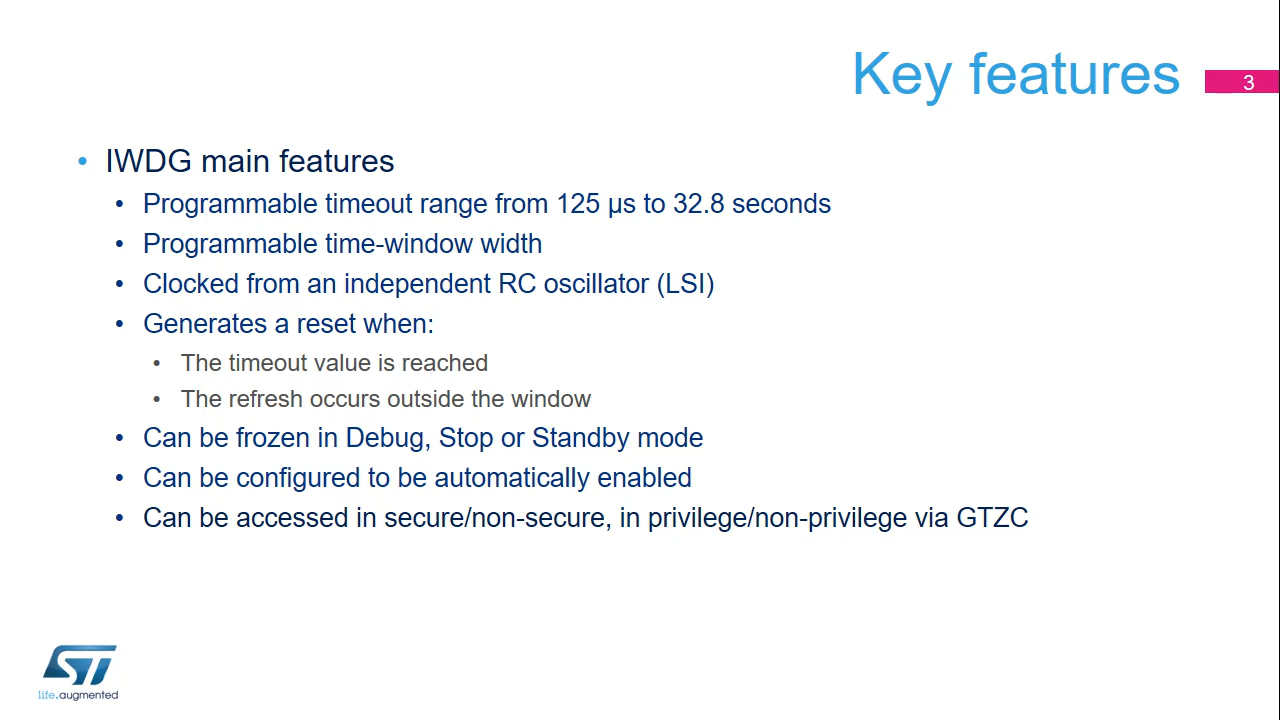 Key features
3
• IWDG main features
• Programmable timeout range from 125 µs to 32.8 seconds
• Programmable time-window width
• Clocked from an independent RC oscillator (LSI)
• Generates a reset when:
• The timeout value is reached
• The refresh occurs outside the window
• Can be frozen in Debug, Stop or Standby mode
• Can be configured to be automatically enabled
• Can be accessed in secure/non-secure, in privilege/non-privilege via GTZC
ST
life.augmented